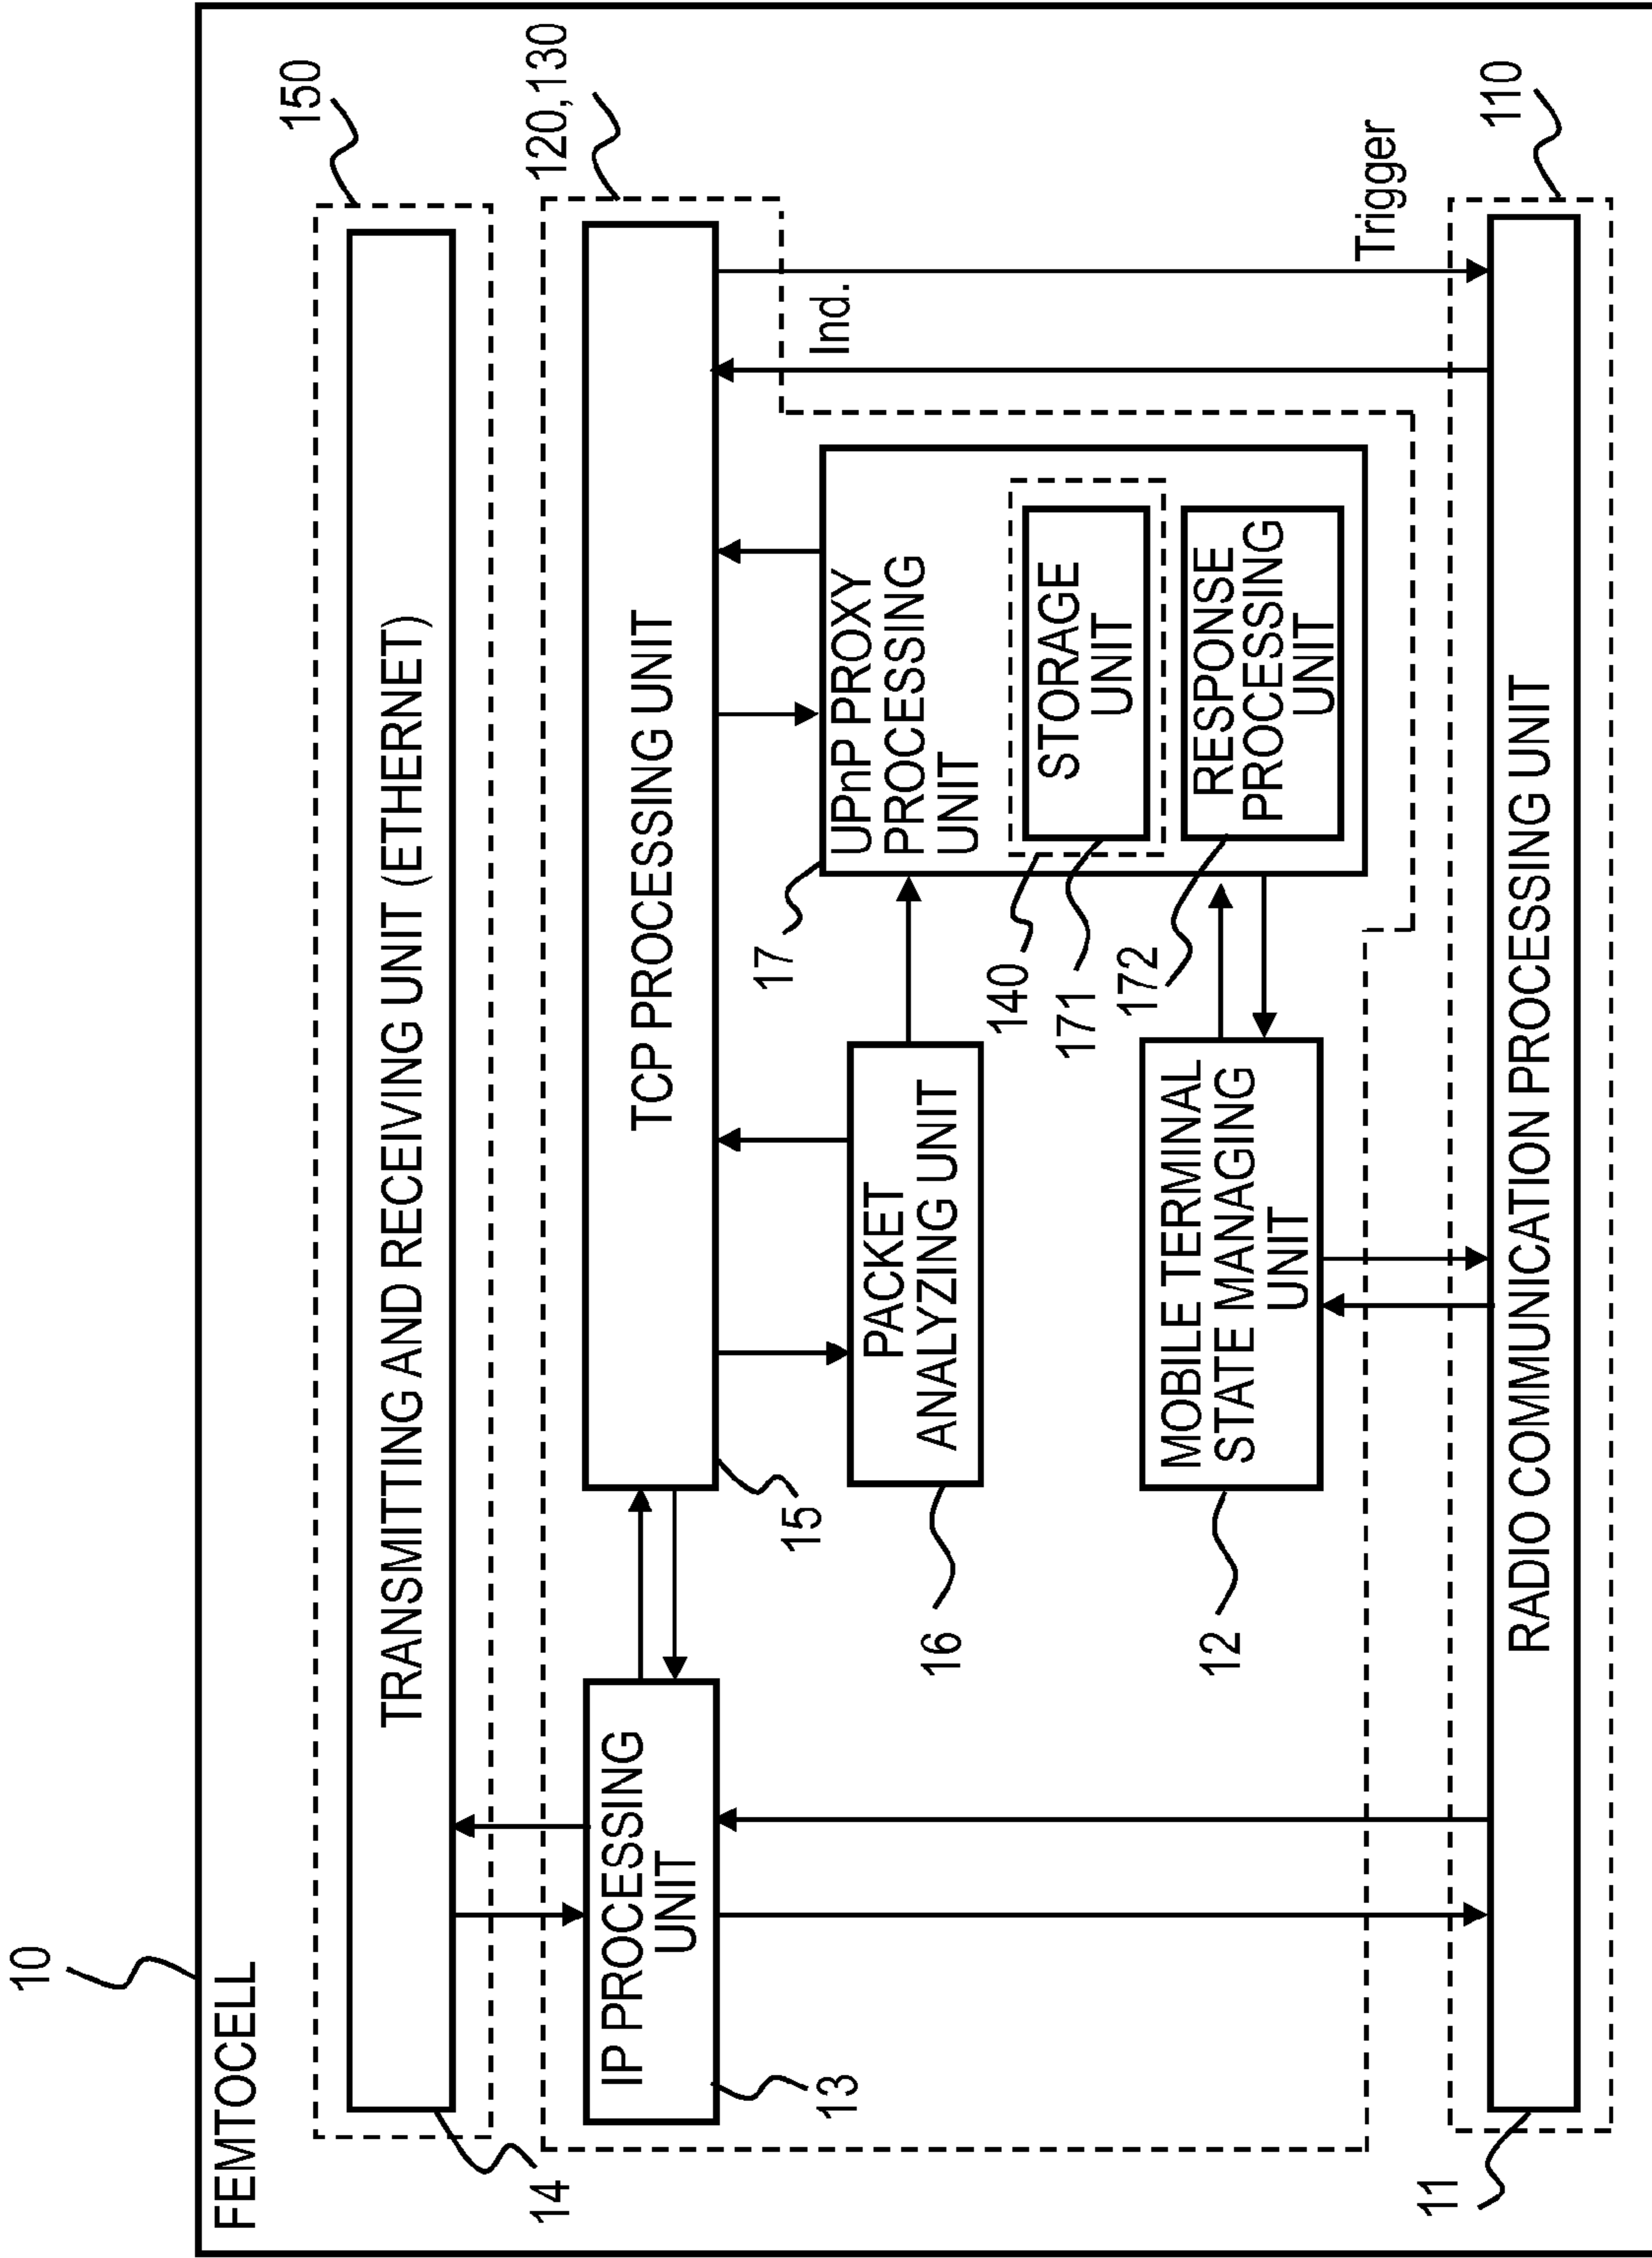 10
FEMTOCELL
14
TRANSMITTING AND RECEIVING UNIT (ETHERNET)
150
13
IP PROCESSING
UNIT
15
TCP PROCESSING UNIT
120,130
16
PACKET
ANALYZING UNIT
17
UPnP PROXY
PROCESSING
UNIT
140
171
STORAGE
UNIT
172
RESPONSE
PROCESSING
UNIT
Ind.
Trigger
12
MOBILE TERMINAL
STATE MANAGING
UNIT
11
RADIO COMMUNICATION PROCESSING UNIT
110